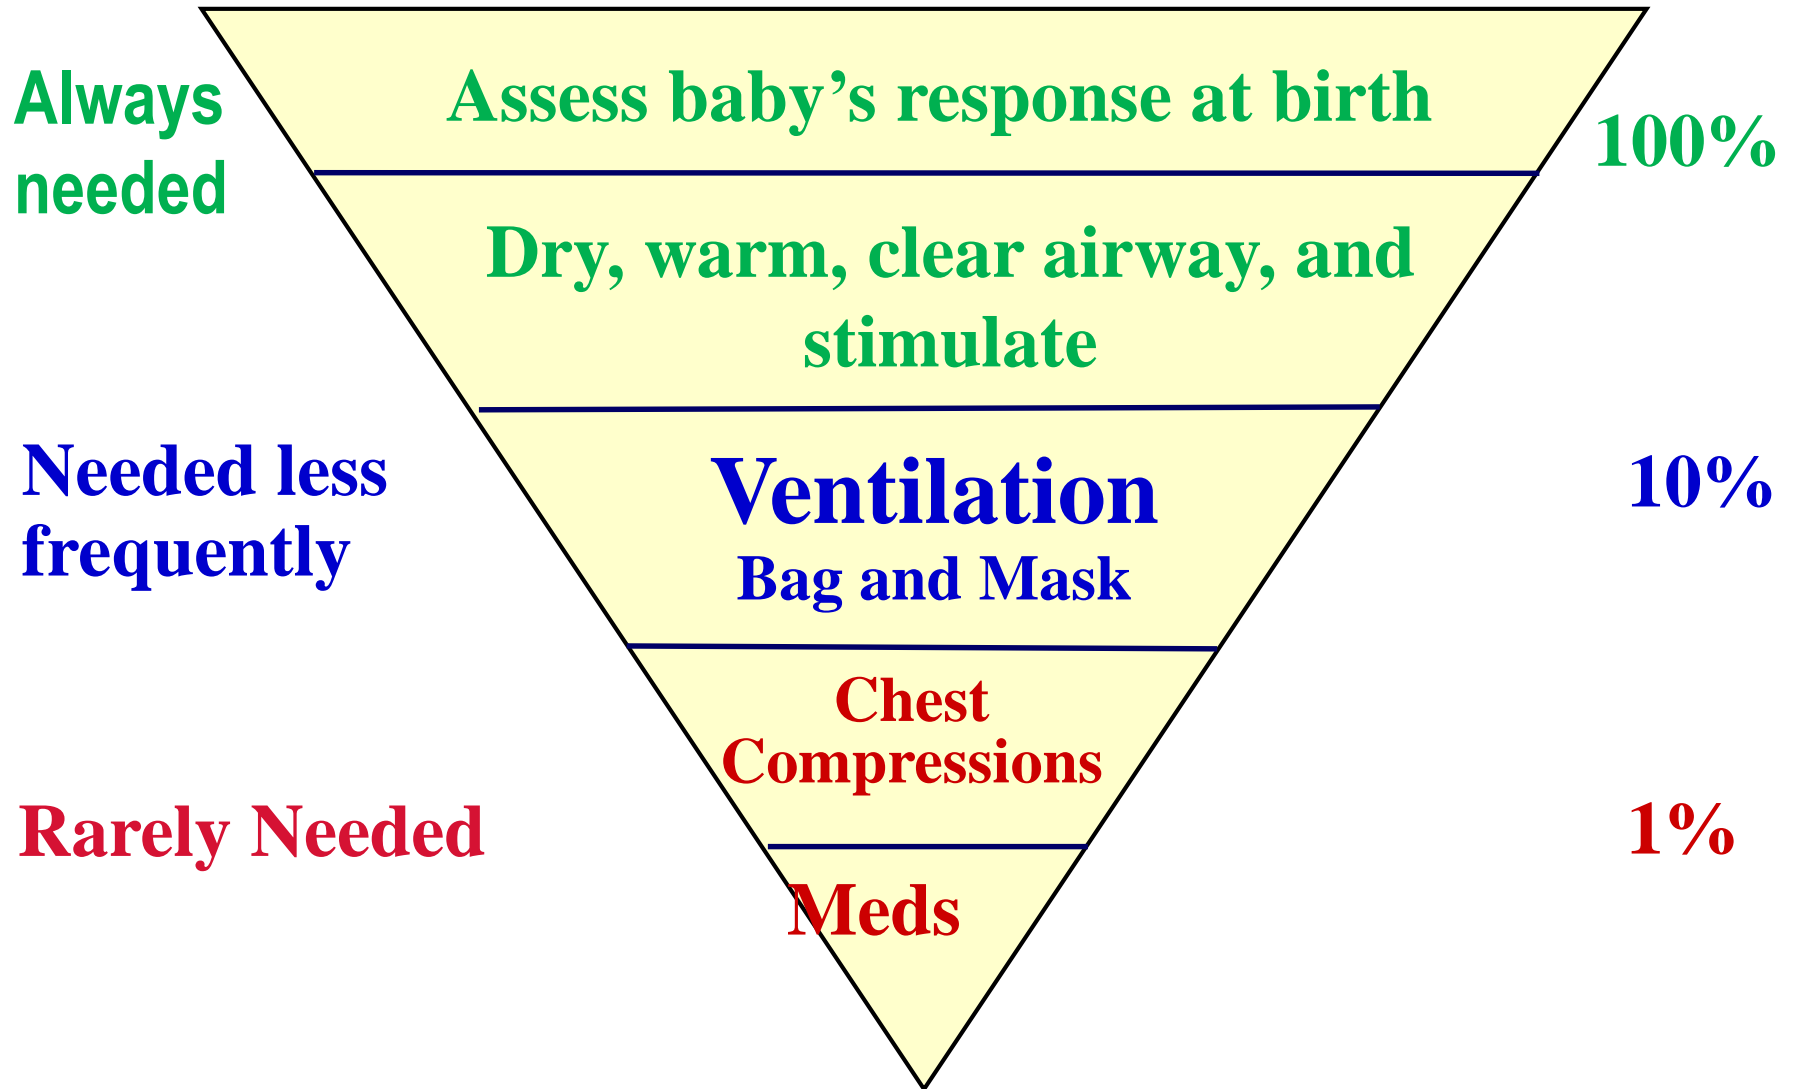 Always
needed
Assess baby’s response at birth
100%
Dry, warm, clear airway, and
stimulate
Needed less
frequently
Ventilation
Bag and Mask
10%
Chest
Compressions
Rarely Needed
1%
Meds